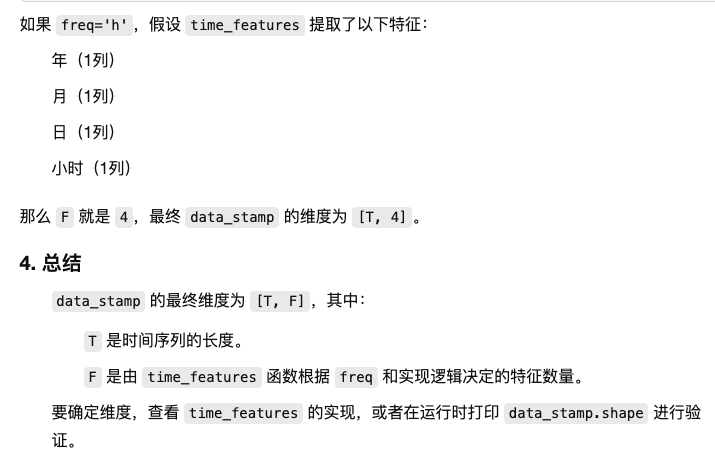 如果 freq='h'，假设 time_features 提取了以下特征：
年（1列）
月（1列）
日（1列）
小时（1列）
那么 F 就是 4，最终 data_stamp 的维度为 [T, 4]。
4. 总结
data_stamp 的最终维度为 [T, F]，其中：
T 是时间序列的长度。
F 是由 time_features 函数根据 freq 和实现逻辑决定的特征数量。
要确定维度，查看 time_features 的实现，或者在运行时打印 data_stamp.shape 进行验
证。